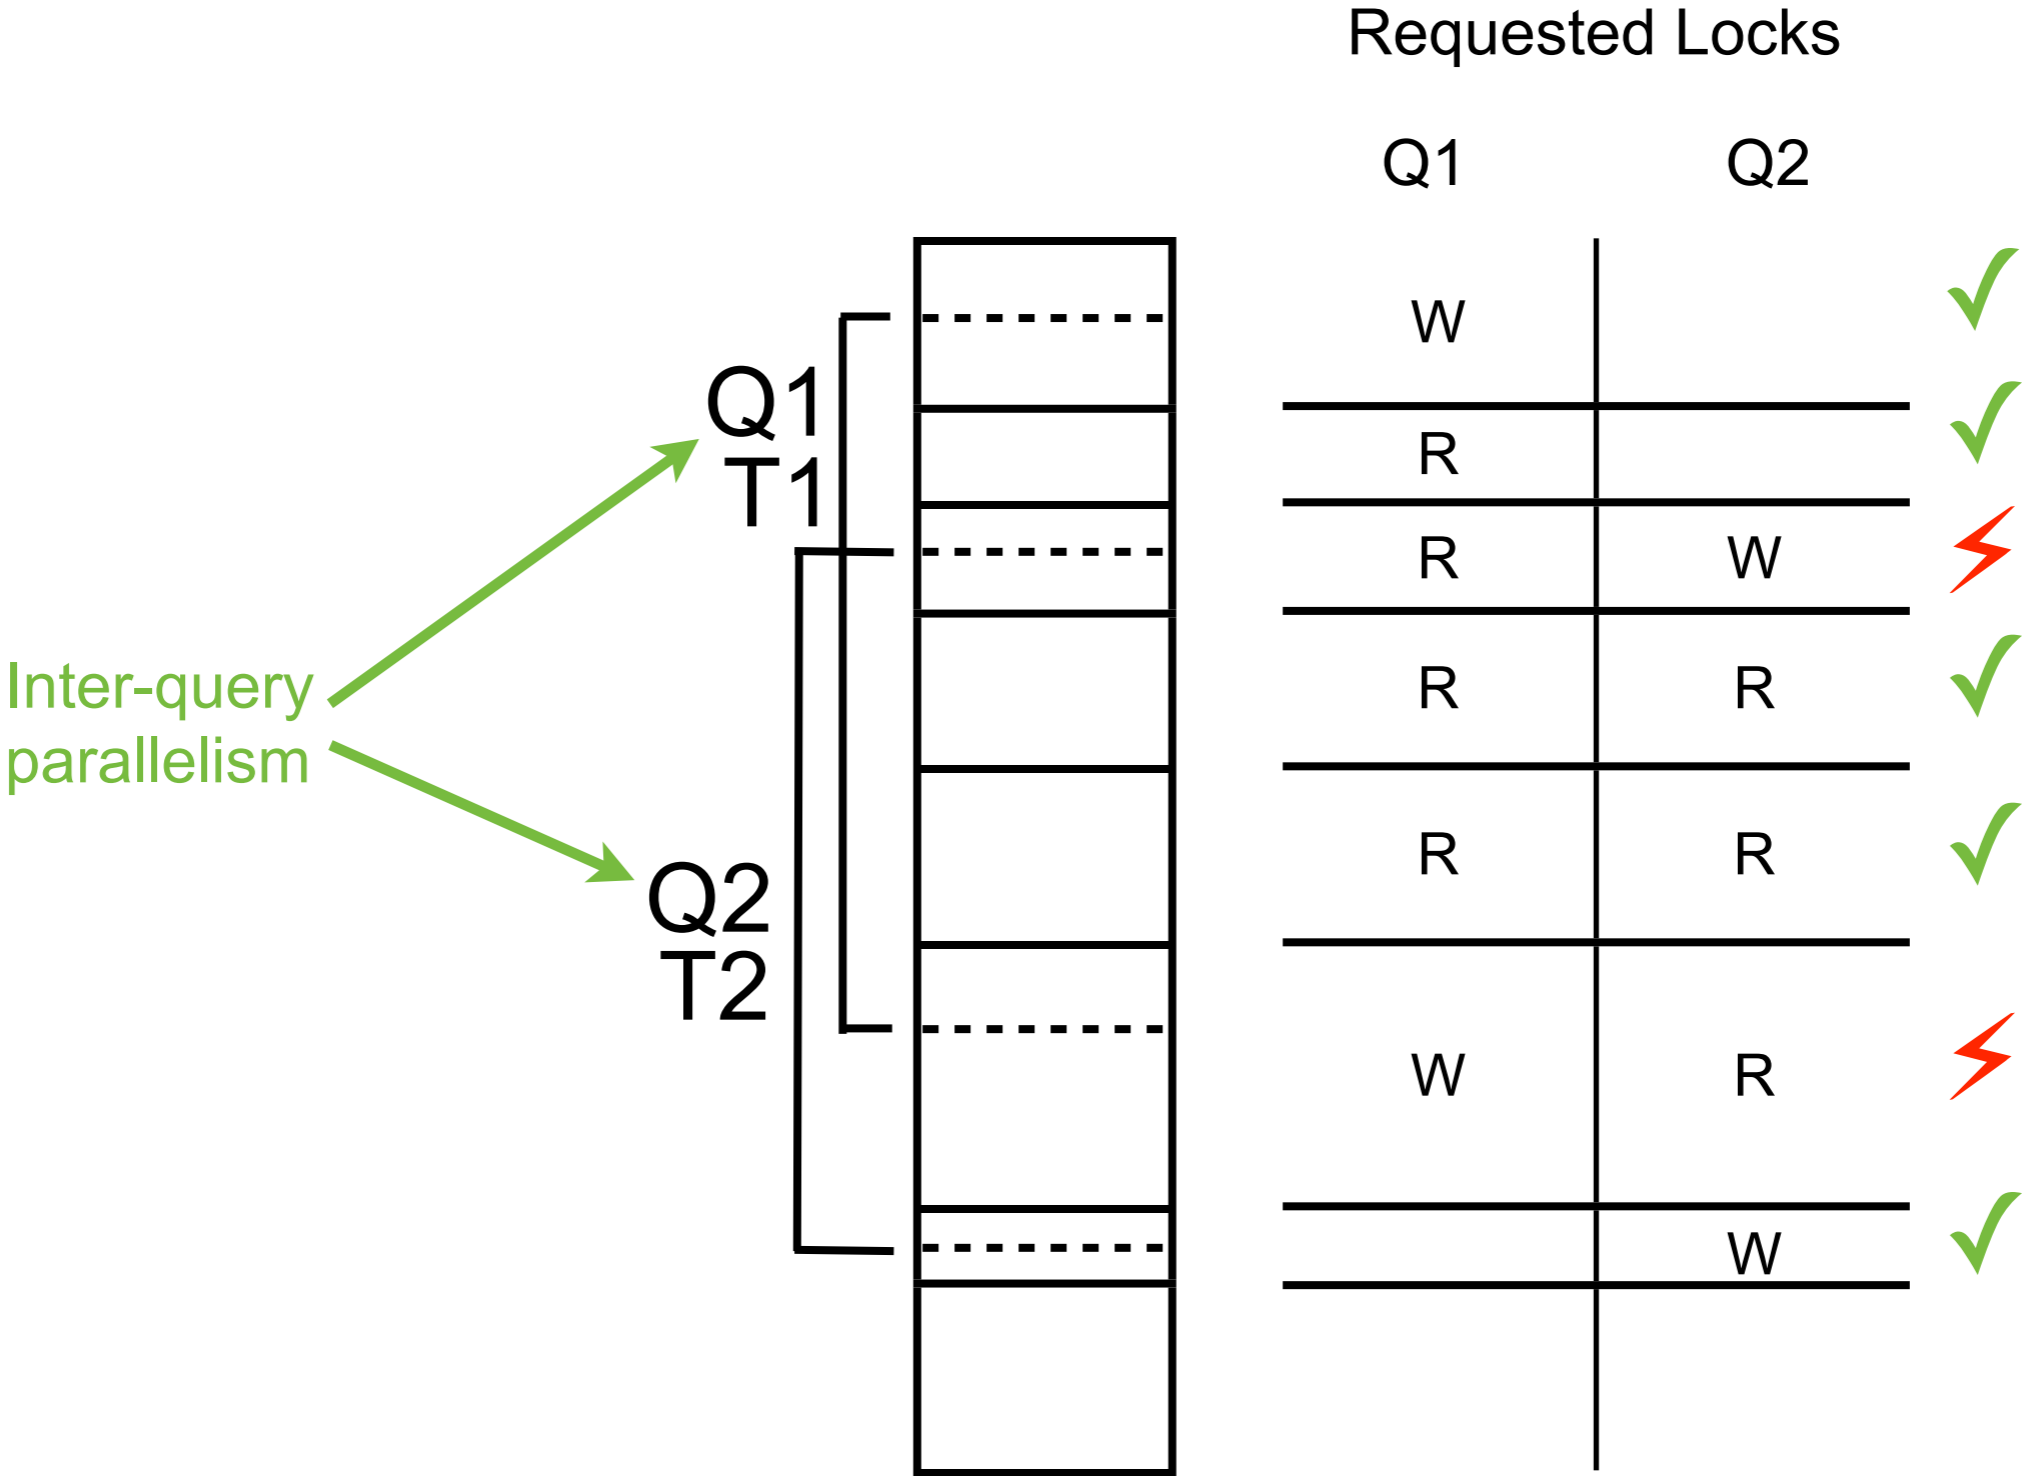 Requested Locks
Q1 Q2
W
Q1
T1
R
R W
Inter-query
parallelism
R R
Q2
T2
R R
W R
W